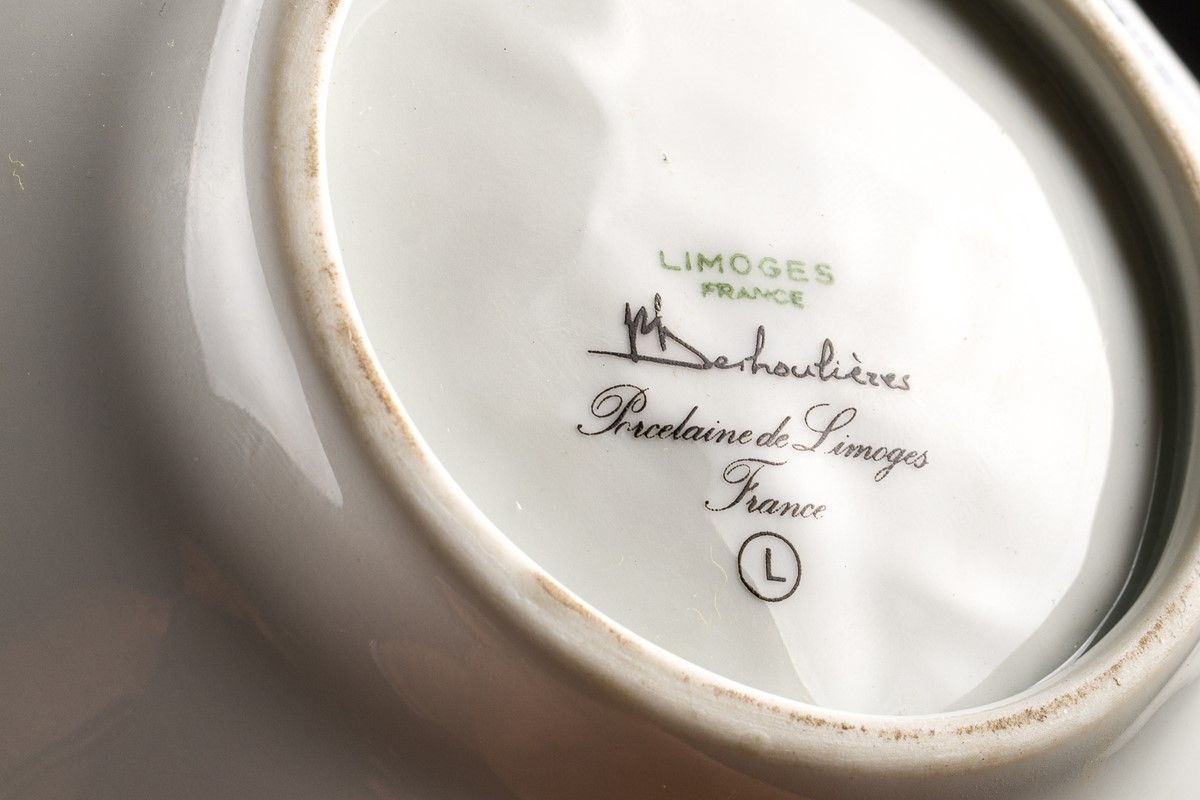 LIMOGES
FRANCE
Deshoulières
Porcelaine de Limoges
France
L